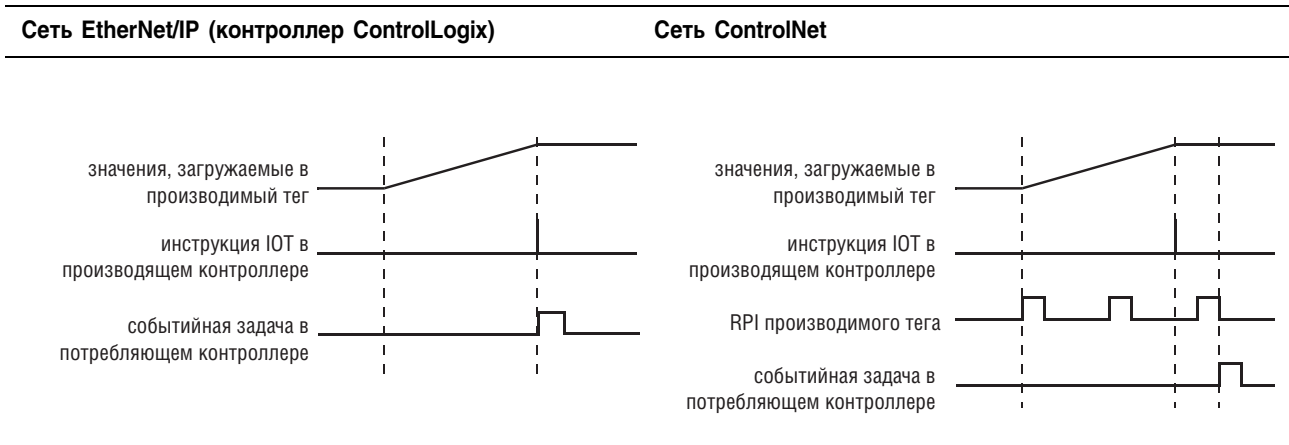 Сеть EtherNet/IP (контроллер ControlLogix)
Сеть ControlNet
значения, загружаемые в
производимый тег
инструкция IOT в
производящем контроллере
событийная задача в
потребляющем контроллере
значения, загружаемые в
производимый тег
инструкция IOT в
производящем контроллере
RPI производимого тега
событийная задача в
потребляющем контроллере